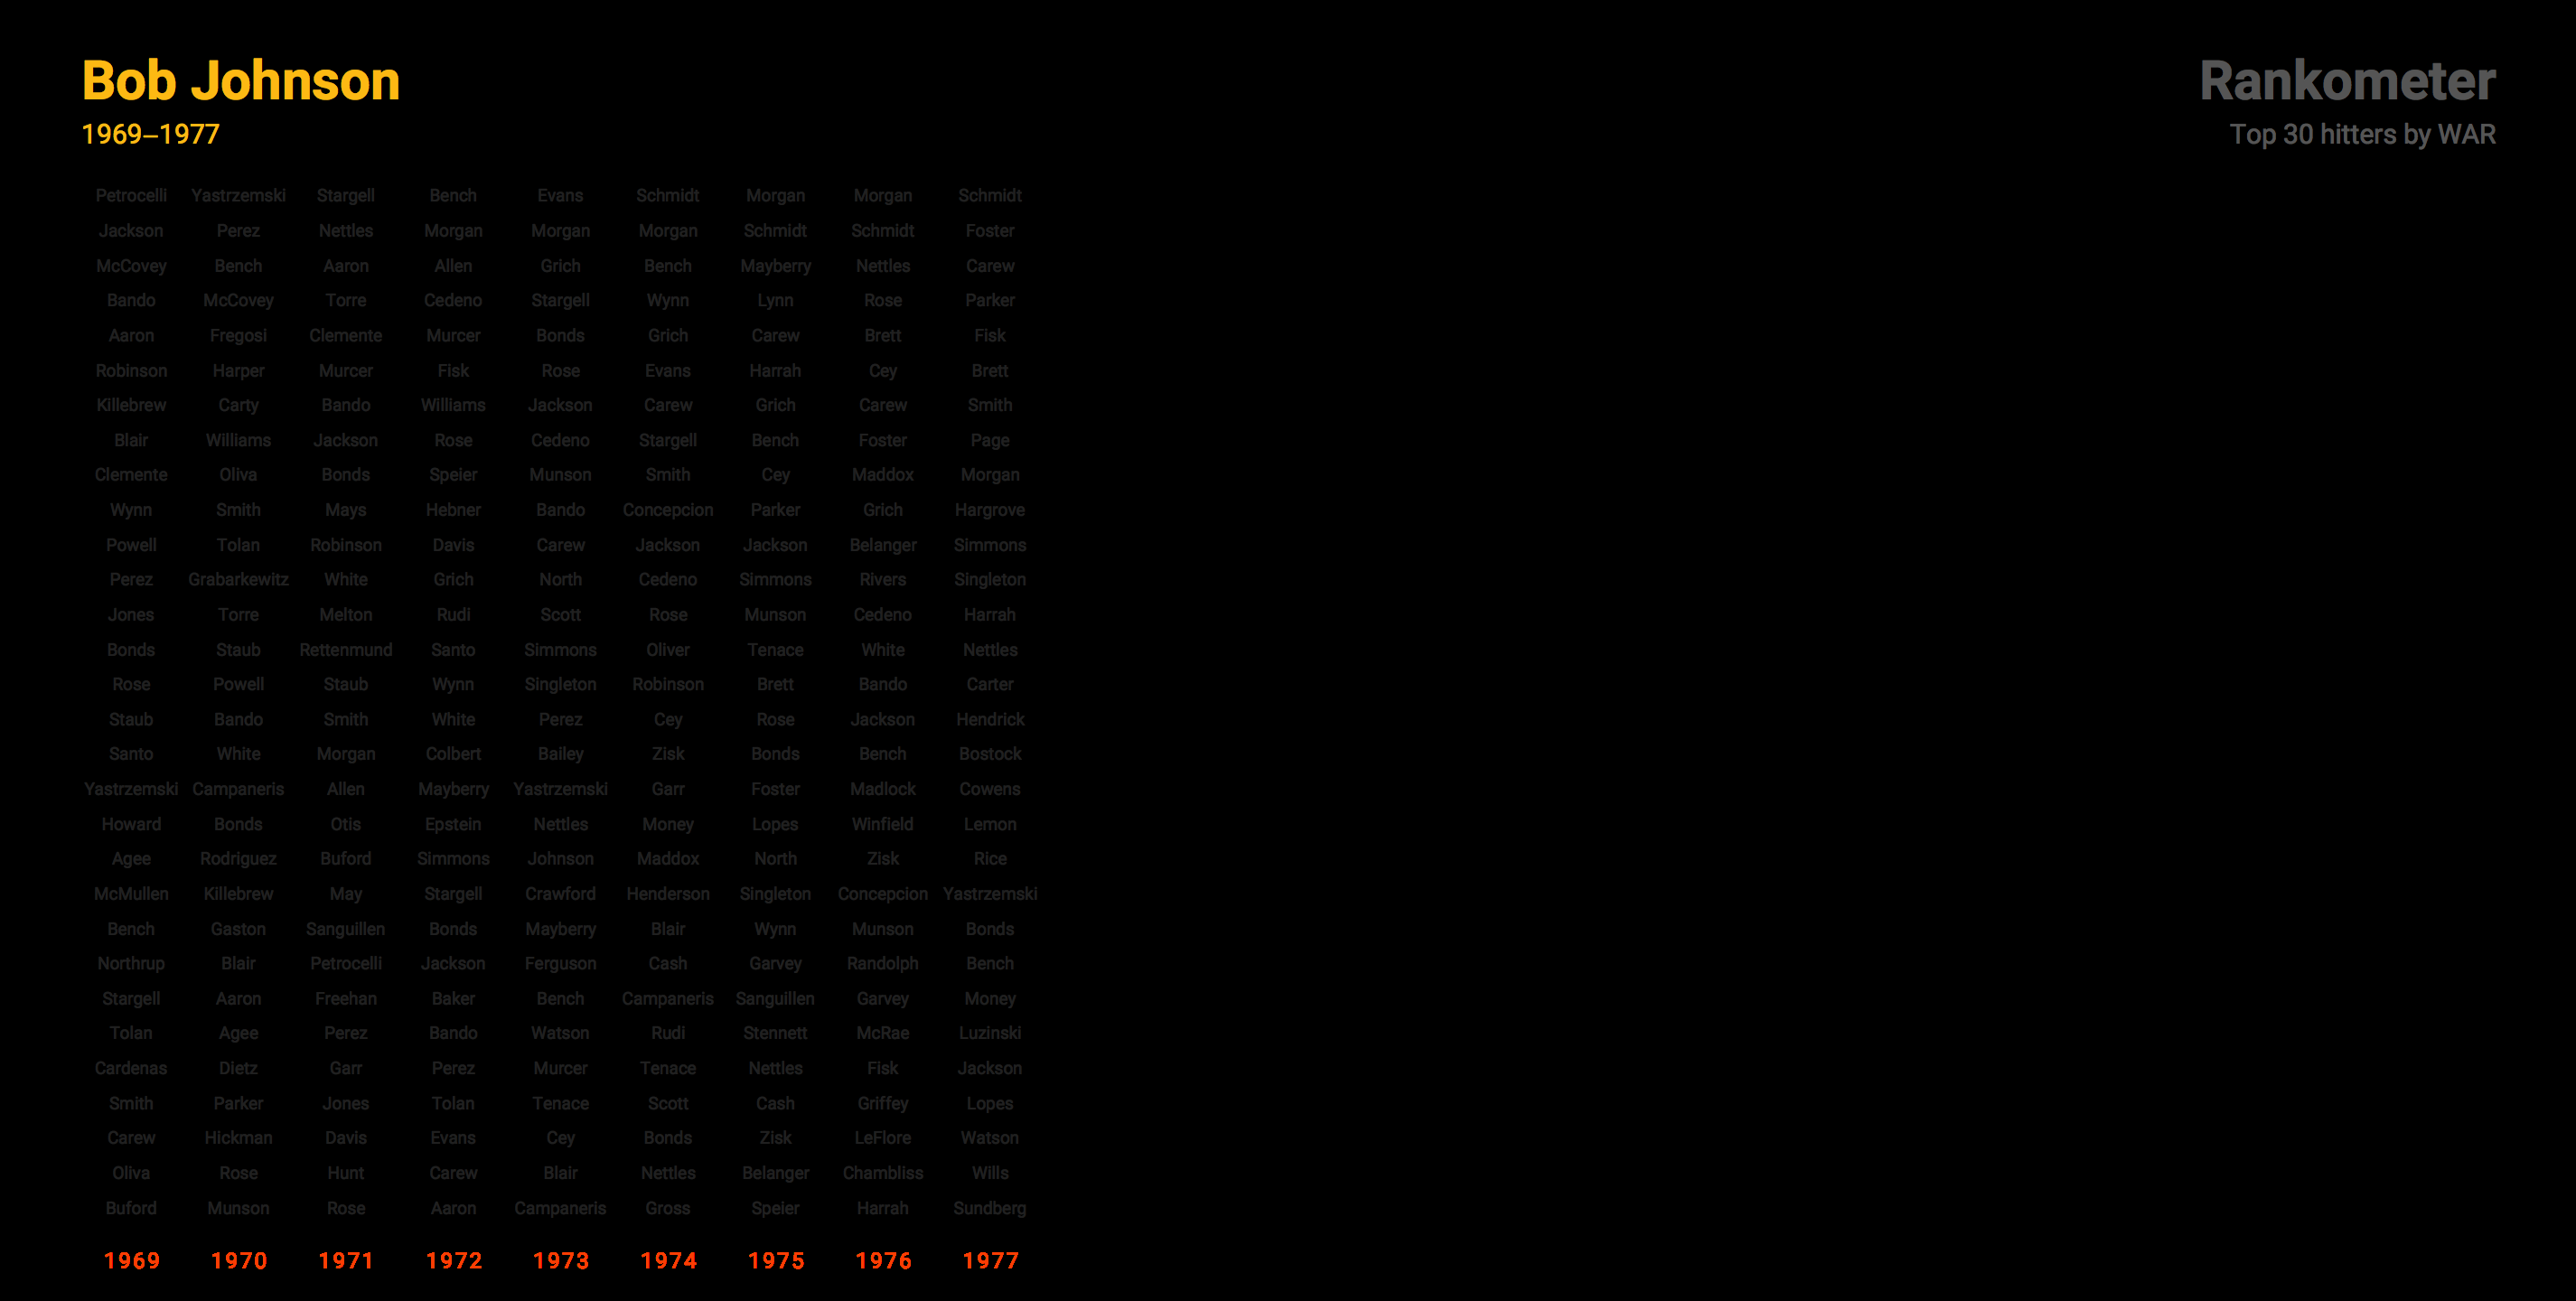 Bob Johnson
1969–1977
Rankometer
Top 30 hitters by WAR
Petrocelli Yastrzemski Stargell Bench Evans Schmidt Morgan Morgan Schmidt
Jackson Perez Nettles Morgan Morgan Morgan Schmidt Schmidt Foster
McCovey Bench Aaron Allen Grich Bench Mayberry Nettles Carew
Bando McCovey Torre Cedeno Stargell Wynn Lynn Rose Parker
Aaron Fregosi Clemente Murcer Bonds Grich Carew Brett Fisk
Robinson Harper Murcer Fisk Rose Evans Harrah Cey Brett
Killebrew Carty Bando Williams Jackson Carew Grich Carew Smith
Blair Williams Jackson Rose Cedeno Stargell Bench Foster Page
Clemente Oliva Bonds Speier Munson Smith Cey Maddox Morgan
Wynn Smith Mays Hebner Bando Concepcion Parker Grich Hargrove
Powell Tolan Robinson Davis Carew Jackson Jackson Belanger Simmons
Perez Grabarkewitz White Grich North Cedeno Simmons Rivers Singleton
Jones Torre Melton Rudi Scott Rose Munson Cedeno Harrah
Bonds Staub Rettenmund Santo Simmons Oliver Tenace White Nettles
Rose Powell Staub Wynn Singleton Robinson Brett Bando Carter
Staub Bando Smith White Perez Cey Rose Jackson Hendrick
Santo White Morgan Colbert Bailey Zisk Bonds Bench Bostock
Yastrzemski Campaneris Allen Mayberry Yastrzemski Garr Foster Madlock Cowens
Howard Bonds Otis Epstein Nettles Money Lopes Winfield Lemon
Agee Rodriguez Buford Simmons Johnson Maddox North Zisk Rice
McMullen Killebrew May Stargell Crawford Henderson Singleton Concepcion Yastrzemski
Bench Gaston Sanguillen Bonds Mayberry Blair Wynn Munson Bonds
Northrup Blair Petrocelli Jackson Ferguson Cash Garvey Randolph Bench
Stargell Aaron Freehan Baker Bench Campaneris Sanguillen Garvey Money
Tolan Agee Perez Bando Watson Rudi Stennett McRae Luzinski
Cardenas Dietz Garr Perez Murcer Tenace Nettles Fisk Jackson
Smith Parker Jones Tolan Tenace Scott Cash Griffey Lopes
Carew Hickman Davis Evans Cey Bonds Zisk LeFlore Watson
Oliva Rose Hunt Carew Blair Nettles Belanger Chambliss Wills
Buford Munson Rose Aaron Campaneris Gross Speier Harrah Sundberg
1969 1970 1971 1972 1973 1974 1975 1976 1977